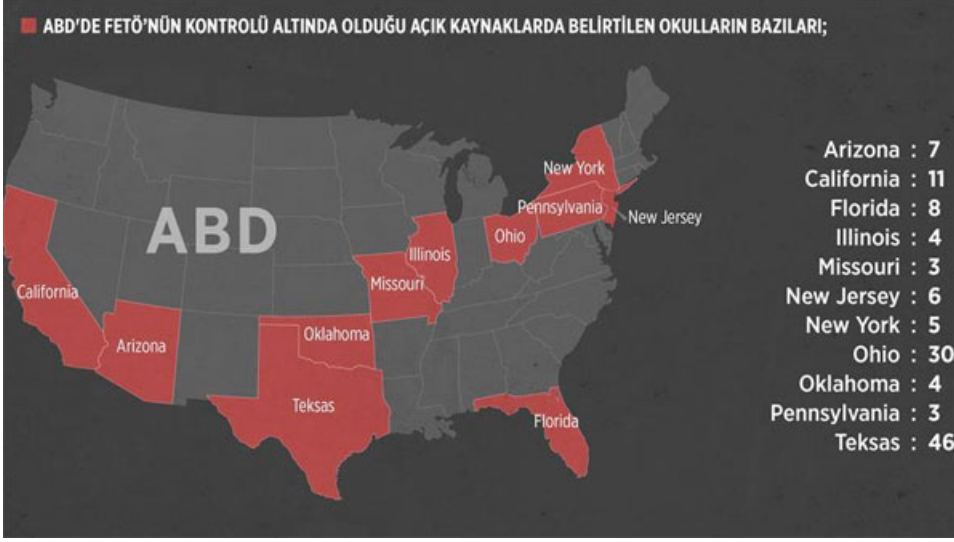 ABD'DE FETÖ'NÜN KONTROLÜ ALTINDA OLDUĞU AÇIK KAYNAKLARDA BELİRTİLEN OKULLARIN BAZILARI;
ABD
New York
Pennsylvania
New Jersey
Ohio
Illinois
Missouri
California
Oklahoma
Arizona
Teksas
Florida
Arizona : 7
California : 11
Florida : 8
Illinois : 4
Missouri : 3
New Jersey : 6
New York : 5
Ohio : 30
Oklahoma : 4
Pennsylvania : 3
Teksas : 46